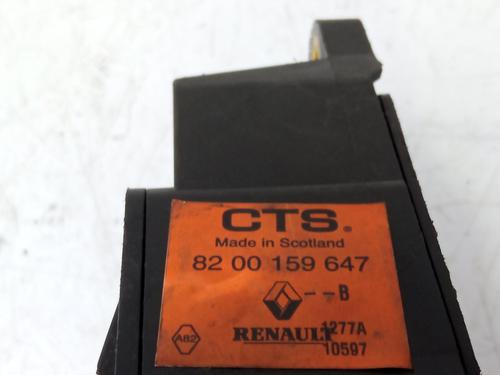 CTS.
Made in Scotland
82 00 159 647
--B
A82
RENAULT 1277A
10597